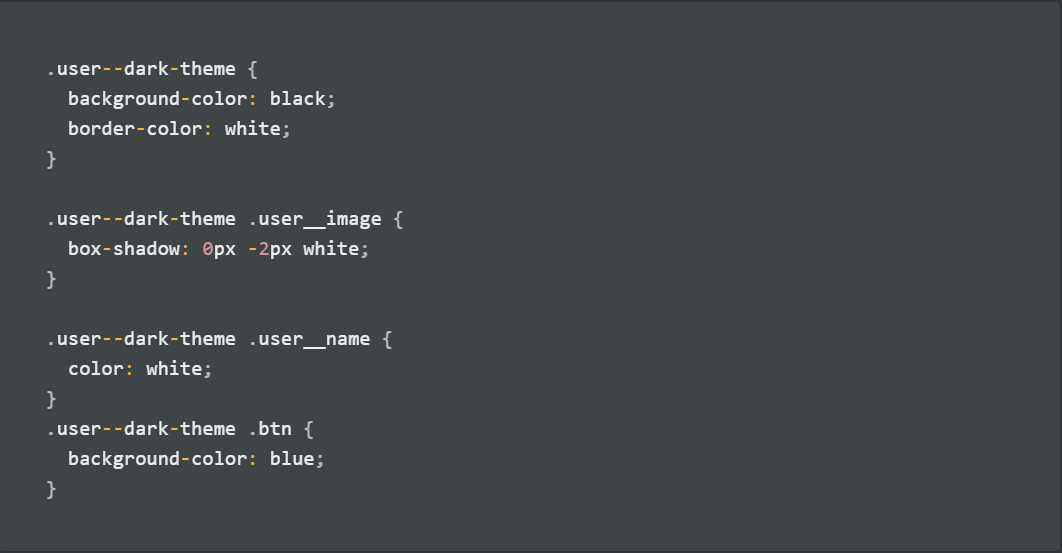 .user--dark-theme {
  background-color: black;
  border-color: white;
}

.user--dark-theme .user__image {
  box-shadow: 0px -2px white;
}

.user--dark-theme .user__name {
  color: white;
}
.user--dark-theme .btn {
  background-color: blue;
}